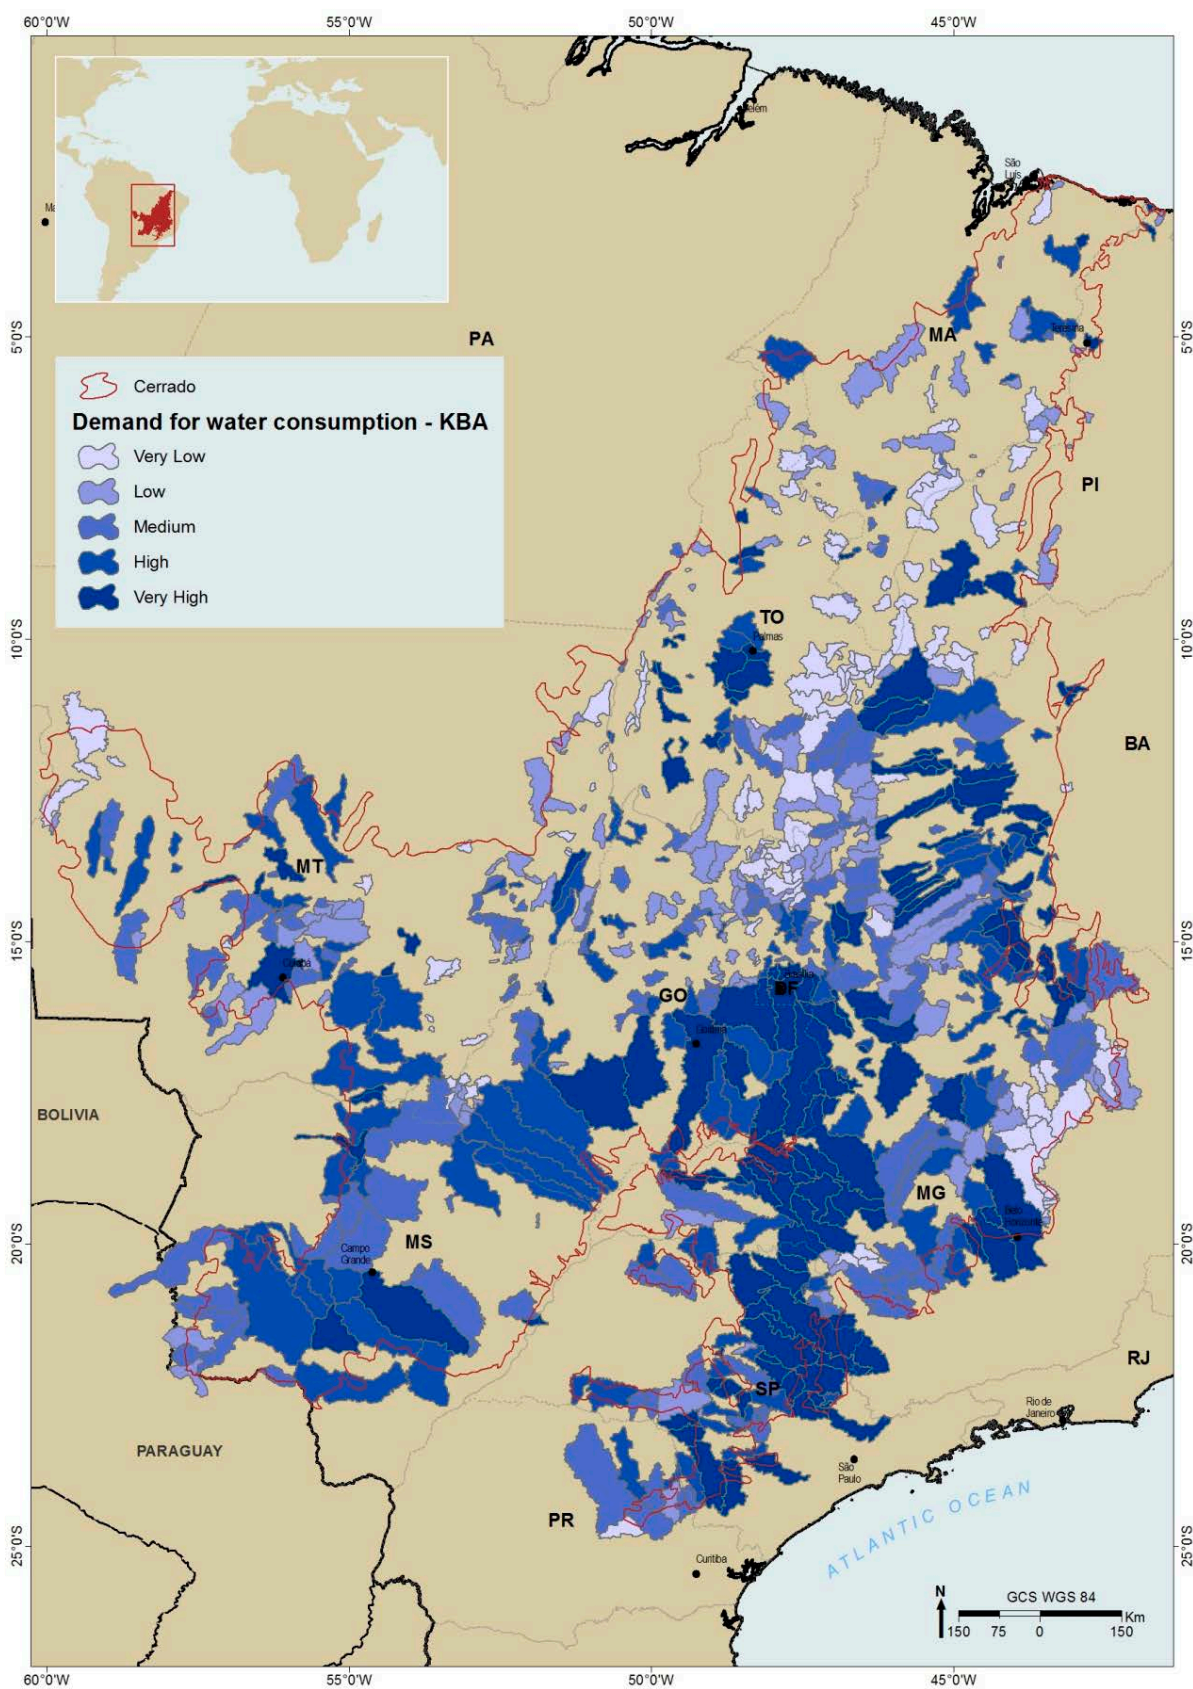 60°0'W 55°0'W 50°0'W 45°0'W
elém
São
Luís
Ma
5°0'S
PA
MA
Teresina
5°0'S
Cerrado
Demand for water consumption - KBA
Very Low
Low
Medium
High
Very High
PI
10°0'S
TO
Palmas
10°0'S
BA
MT
15°0'S
Cuiabá
15°0'S
GO
Brasília
DF
Goiânia
BOLIVIA
MG
Belo
Horizonte
20°0'S
MS
Campo
Grande
20°0'S
RJ
SP
Rio de
Janeiro
PARAGUAY
São
Paulo
PR
ATLANTIC OCEAN
25°0'S
Curitiba
25°0'S
N
GCS WGS 84
Km
150 75 0 150
60°0'W 55°0'W 50°0'W 45°0'W